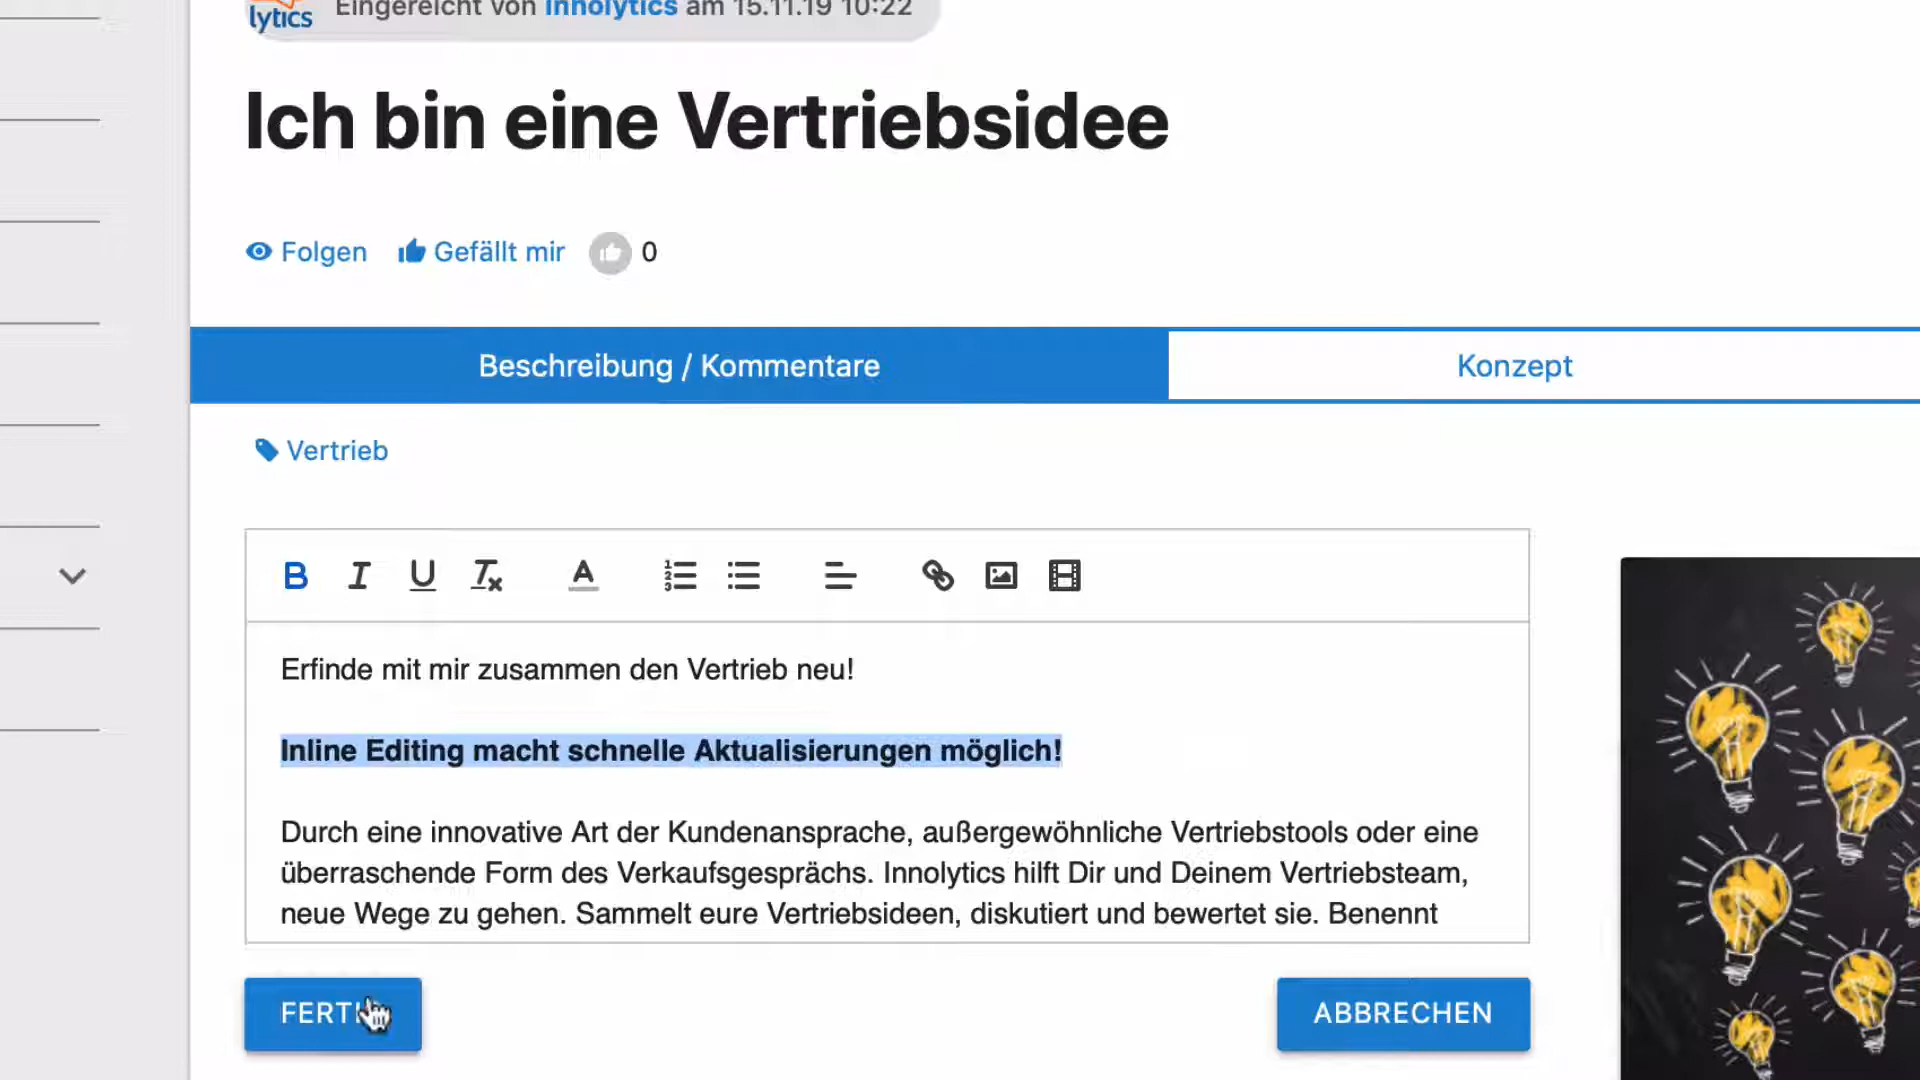 lytics
Eingereicht von Innolytics am 15.11.19 10:22
Ich bin eine Vertriebsidee
Folgen Gefällt mir 0
Beschreibung / Kommentare Konzept
Vertrieb
B I U Tx A
Erfinde mit mir zusammen den Vertrieb neu!
Inline Editing macht schnelle Aktualisierungen möglich!
Durch eine innovative Art der Kundenansprache, außergewöhnliche Vertriebstools oder eine
überraschende Form des Verkaufsgesprächs. Innolytics hilft Dir und Deinem Vertriebsteam,
neue Wege zu gehen. Sammelt eure Vertriebsideen, diskutiert und bewertet sie. Benennt
FERTIG ABBRECHEN